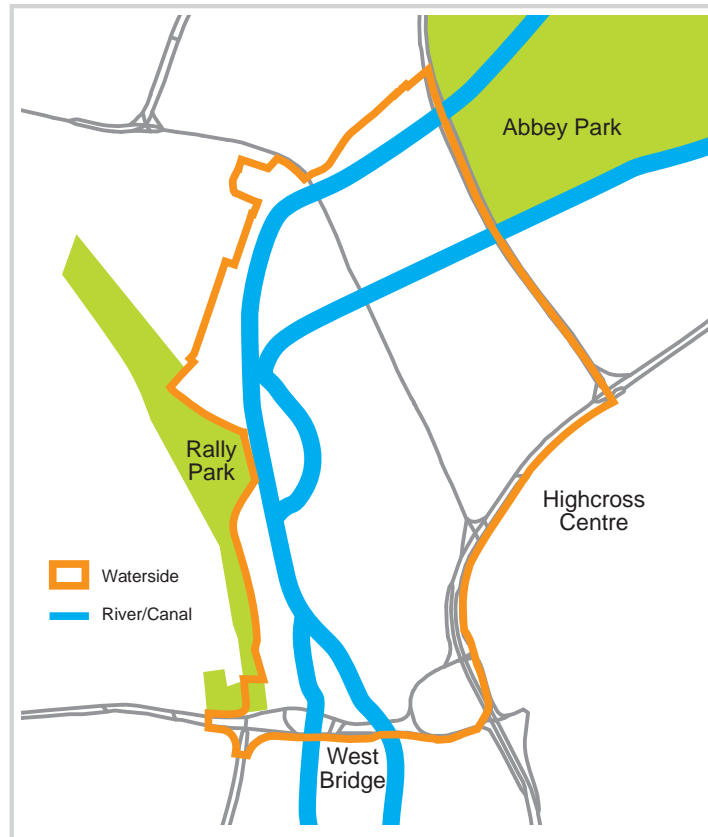 Abbey Park
Rally
Park
Highcross
Centre
Waterside
River/Canal
West
Bridge